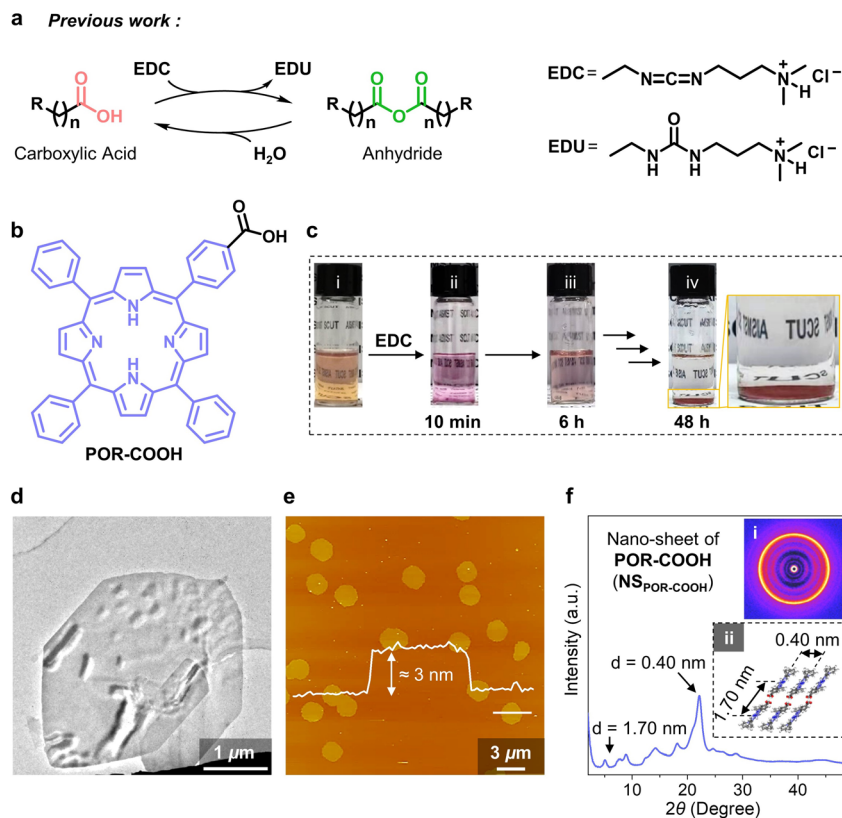 a Previous work :
EDC EDU
O
R ( )n OH
Carboxylic Acid
H₂O
O O
R ( )n O ( )n R
Anhydride
EDC= N=C=N N+ H Cl−
EDU= O N H N H N+ H Cl−
b
O
OH
N H
N N
H N
POR-COOH
c
i ii iii iv
EDC
SCUT
10 min 6 h 48 h
d
1 µm
e
≈ 3 nm
3 µm
f
Nano-sheet of
POR-COOH
(NSPOR-COOH)
i
ii
0.40 nm
1.70 nm
d = 0.40 nm
d = 1.70 nm
Intensity (a.u.)
10 20 30 40
2θ (Degree)